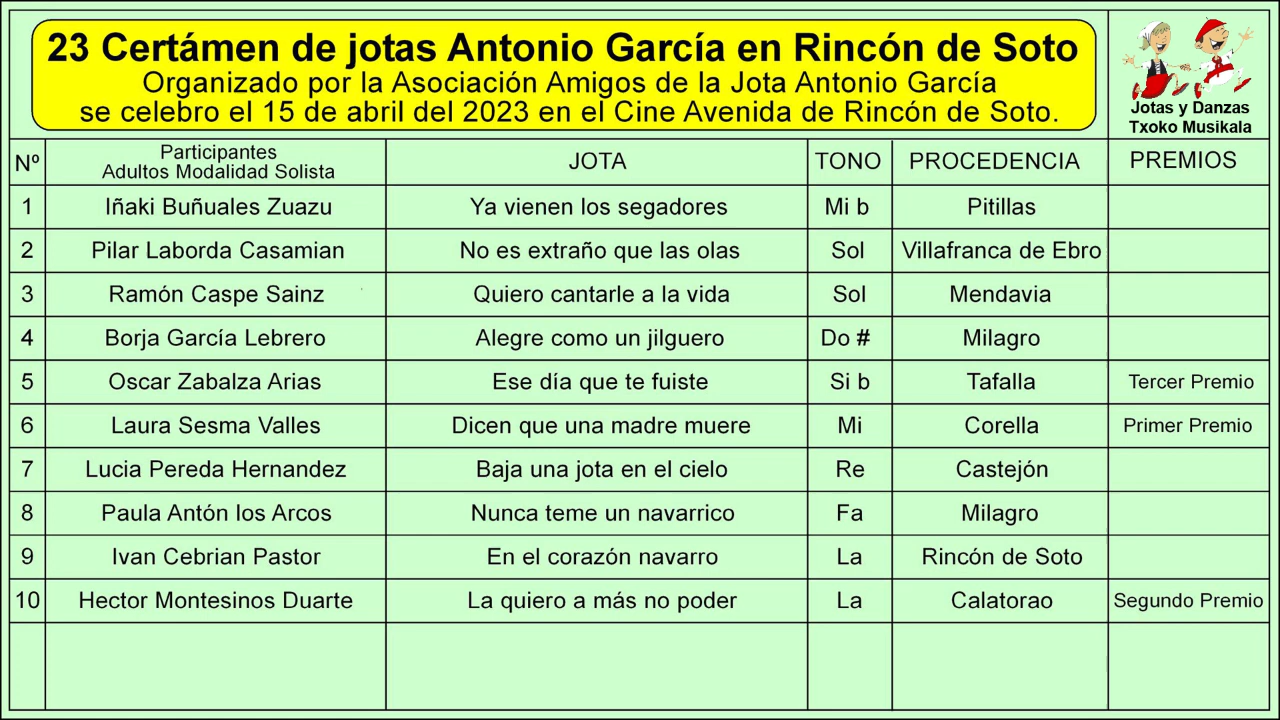 23 Certámen de jotas Antonio García en Rincón de Soto
Organizado por la Asociación Amigos de la Jota Antonio García
se celebro el 15 de abril del 2023 en el Cine Avenida de Rincón de Soto.
Jotas y Danzas
Txoko Musikala
Nº Participantes Adultos Modalidad Solista JOTA TONO PROCEDENCIA PREMIOS
1 Iñaki Buñuales Zuazu Ya vienen los segadores Mi b Pitillas
2 Pilar Laborda Casamian No es extraño que las olas Sol Villafranca de Ebro
3 Ramón Caspe Sainz Quiero cantarle a la vida Sol Mendavia
4 Borja García Lebrero Alegre como un jilguero Do # Milagro
5 Oscar Zabalza Arias Ese día que te fuiste Si b Tafalla Tercer Premio
6 Laura Sesma Valles Dicen que una madre muere Mi Corella Primer Premio
7 Lucia Pereda Hernandez Baja una jota en el cielo Re Castejón
8 Paula Antón los Arcos Nunca teme un navarrico Fa Milagro
9 Ivan Cebrian Pastor En el corazón navarro La Rincón de Soto
10 Hector Montesinos Duarte La quiero a más no poder La Calatorao Segundo Premio